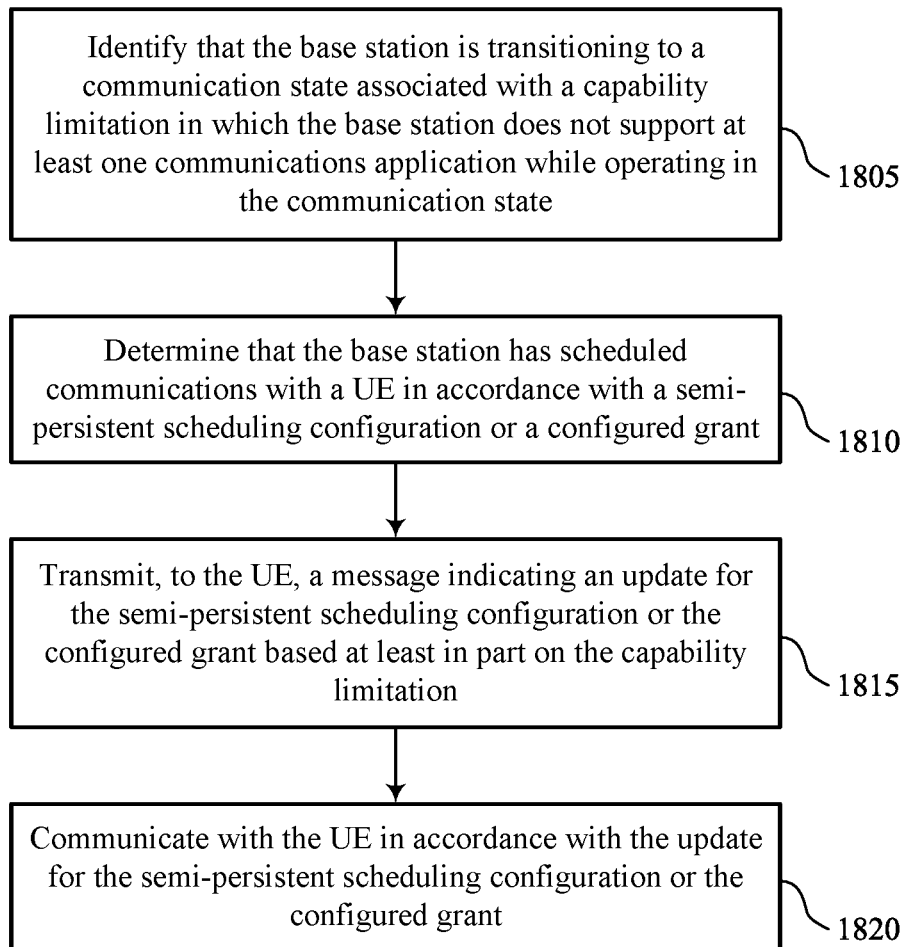 Identify that the base station is transitioning to a
communication state associated with a capability
limitation in which the base station does not support at
least one communications application while operating in
the communication state
1805
Determine that the base station has scheduled
communications with a UE in accordance with a semi-
persistent scheduling configuration or a configured grant
1810
Transmit, to the UE, a message indicating an update for
the semi-persistent scheduling configuration or the
configured grant based at least in part on the capability
limitation
1815
Communicate with the UE in accordance with the update
for the semi-persistent scheduling configuration or the
configured grant
1820